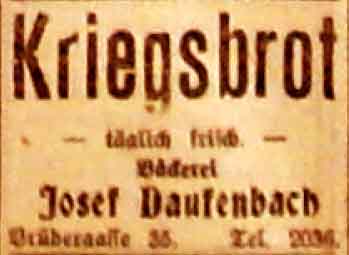 Kriegsbrot
— täglich frisch. —
Bäckerei
Josef Daufenbach
Brüdergasse 35. Tel. 2036.